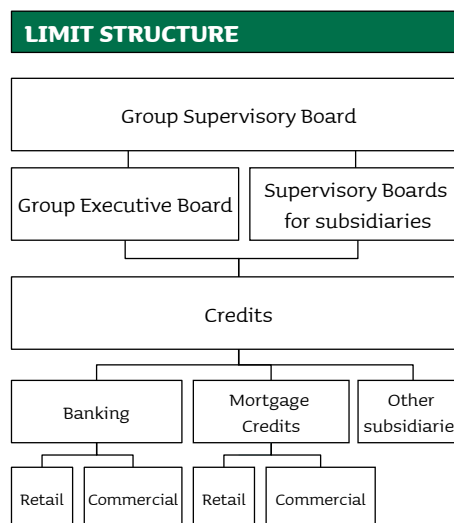 LIMIT STRUCTURE
Group Supervisory Board
Group Executive Board
Supervisory Boards
for subsidiaries
Credits
Banking
Mortgage
Credits
Other
subsidiarie
Retail
Commercial
Retail
Commercial